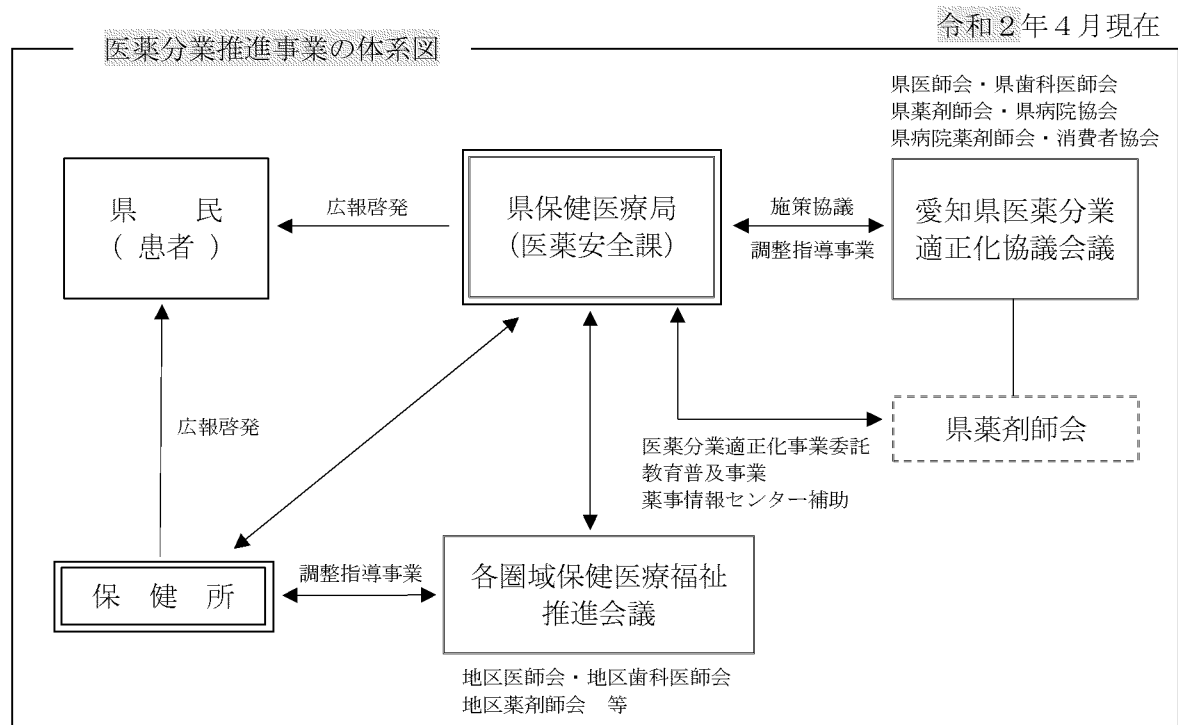 令和２年４月現在
医薬分業推進事業の体系図
県医師会・県歯科医師会
県薬剤師会・県病院協会
県病院薬剤師会・消費者協会
県　　民
（ 患者 ）
広報啓発
県保健医療局
（医薬安全課）
施策協議
調整指導事業
愛知県医薬分業
適正化協議会議
広報啓発
医薬分業適正化事業委託
教育普及事業
薬事情報センター補助
県薬剤師会
保　健　所
調整指導事業
各圏域保健医療福祉
推進会議
地区医師会・地区歯科医師会
地区薬剤師会　等